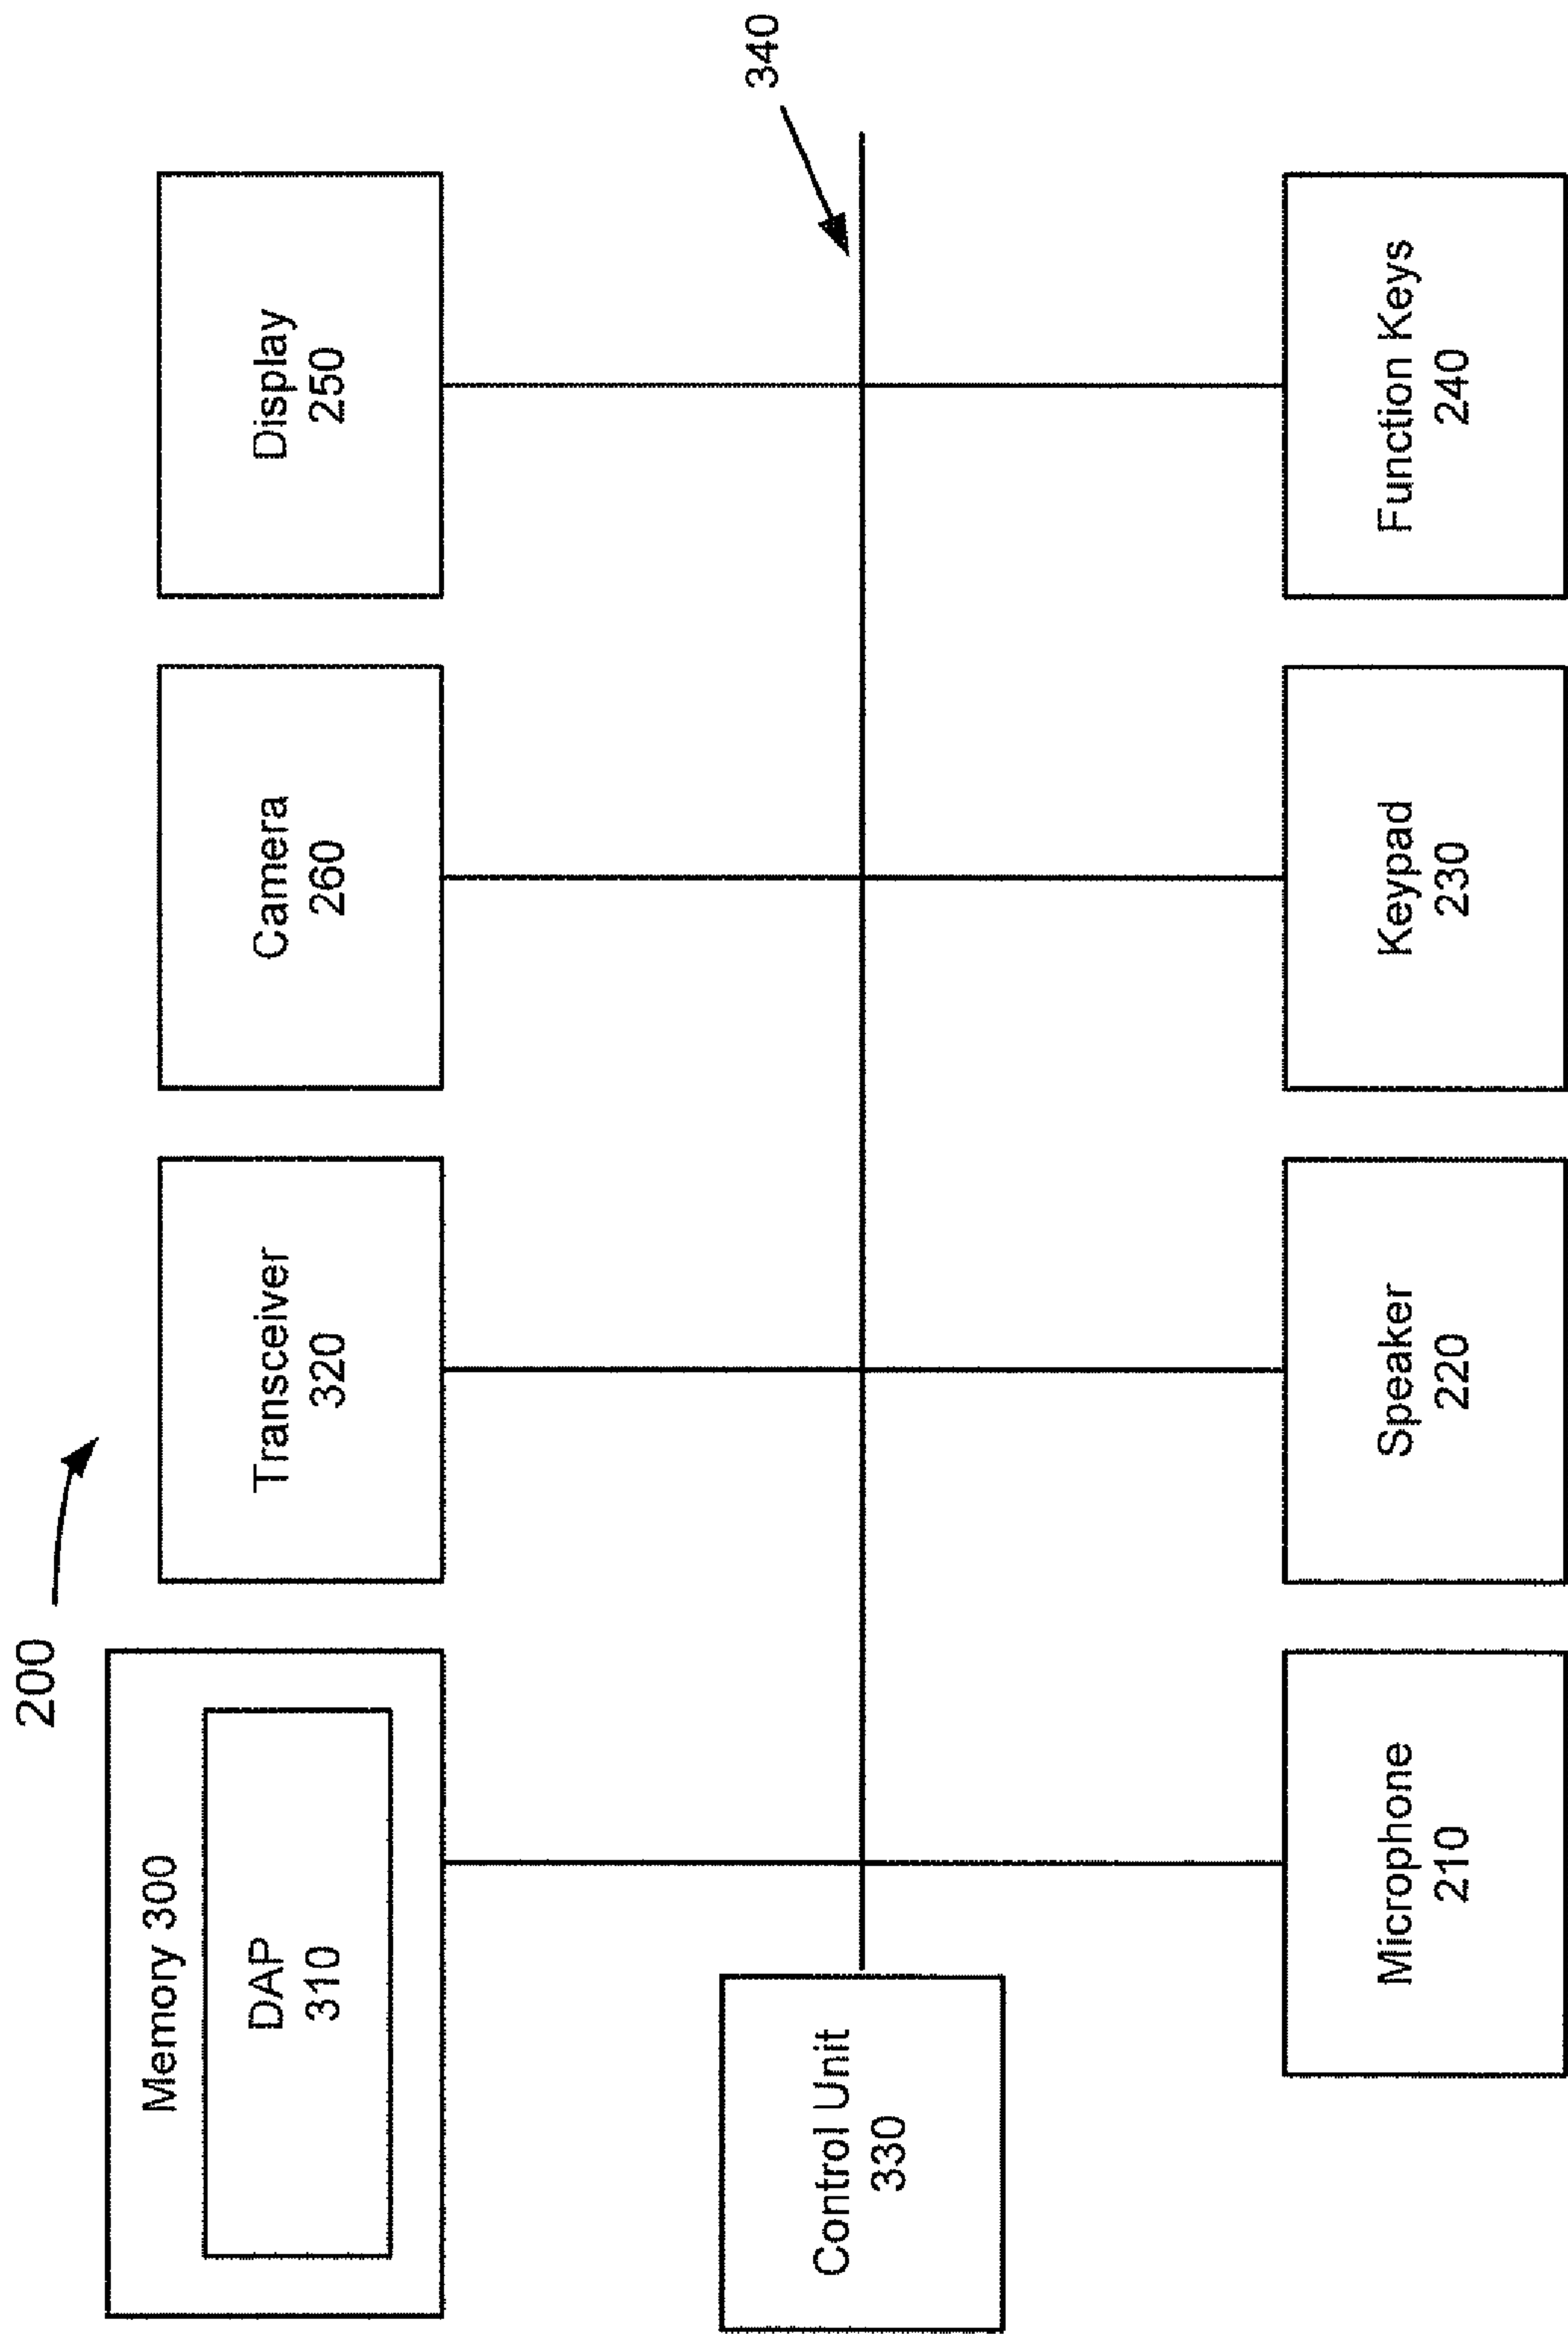 200
Memory 300
DAP
310
Transceiver
320
Camera
260
Display
250
340
Control Unit
330
Microphone
210
Speaker
220
Keypad
230
Function Keys
240